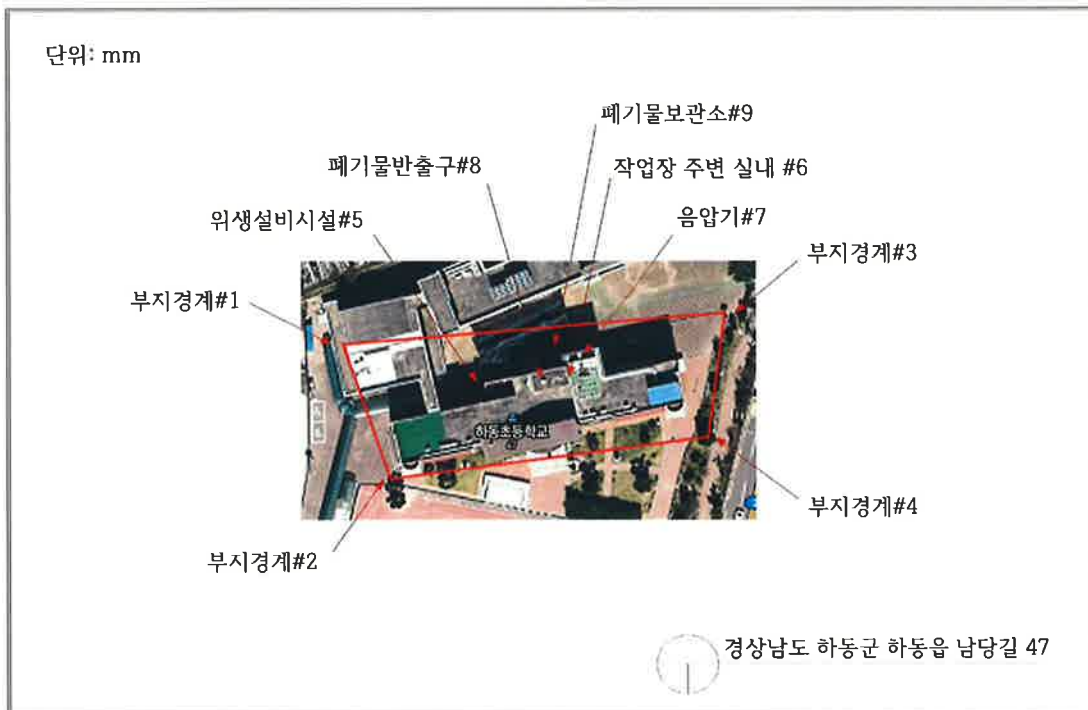 단위: mm
폐기물보관소#9
폐기물반출구#8
작업장 주변 실내 #6
위생설비시설#5
음압기#7
부지경계#3
부지경계#1
하동초등학교
부지경계#4
부지경계#2
경상남도 하동군 하동읍 남당길 47